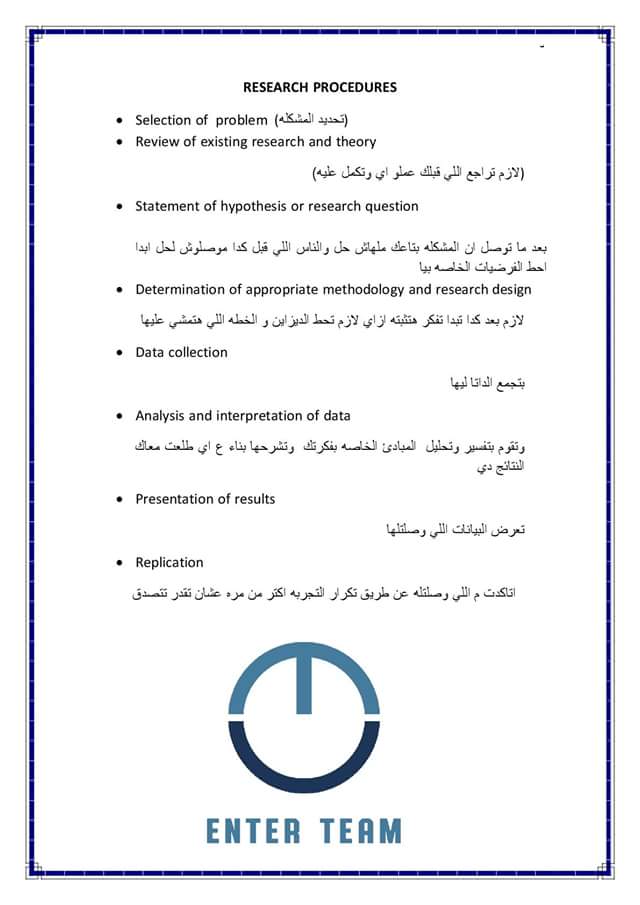 -
RESEARCH PROCEDURES
• Selection of problem (تحديد المشكله)
• Review of existing research and theory
(لازم تراجع اللي قبلك عملو اي وتكمل عليه)
• Statement of hypothesis or research question
بعد ما توصل ان المشكله بتاعك ملهاش حل والناس اللي قبل كدا موصلوش لحل ابدا
احط الفرضيات الخاصه بيا
• Determination of appropriate methodology and research design
لازم بعد كدا تبدا تفكر هتثبته ازاي لازم تحط الديزاين و الخطه اللي هتمشي عليها
• Data collection
بتجمع الداتا ليها
• Analysis and interpretation of data
وتقوم بتفسير وتحليل المبادئ الخاصه بفكرتك وتشرحها بناء ع اي طلعت معاك
النتائج دي
• Presentation of results
تعرض البيانات اللي وصلتلها
• Replication
اتاكدت م اللي وصلتله عن طريق تكرار التجربه اكتر من مره عشان تقدر تتصدق
ENTER TEAM